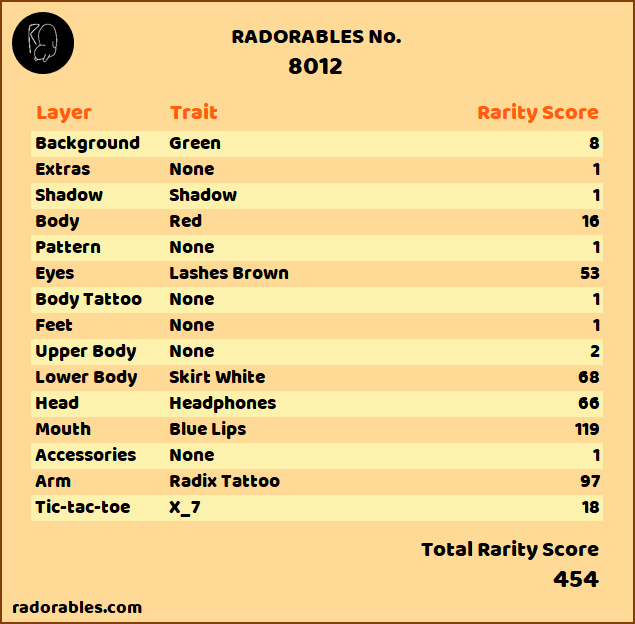 RADORABLES No.
8012
Layer Trait Rarity Score
Background Green 8
Extras None 1
Shadow Shadow 1
Body Red 16
Pattern None 1
Eyes Lashes Brown 53
Body Tattoo None 1
Feet None 1
Upper Body None 2
Lower Body Skirt White 68
Head Headphones 66
Mouth Blue Lips 119
Accessories None 1
Arm Radix Tattoo 97
Tic-tac-toe X_7 18
Total Rarity Score
454
radorables.com